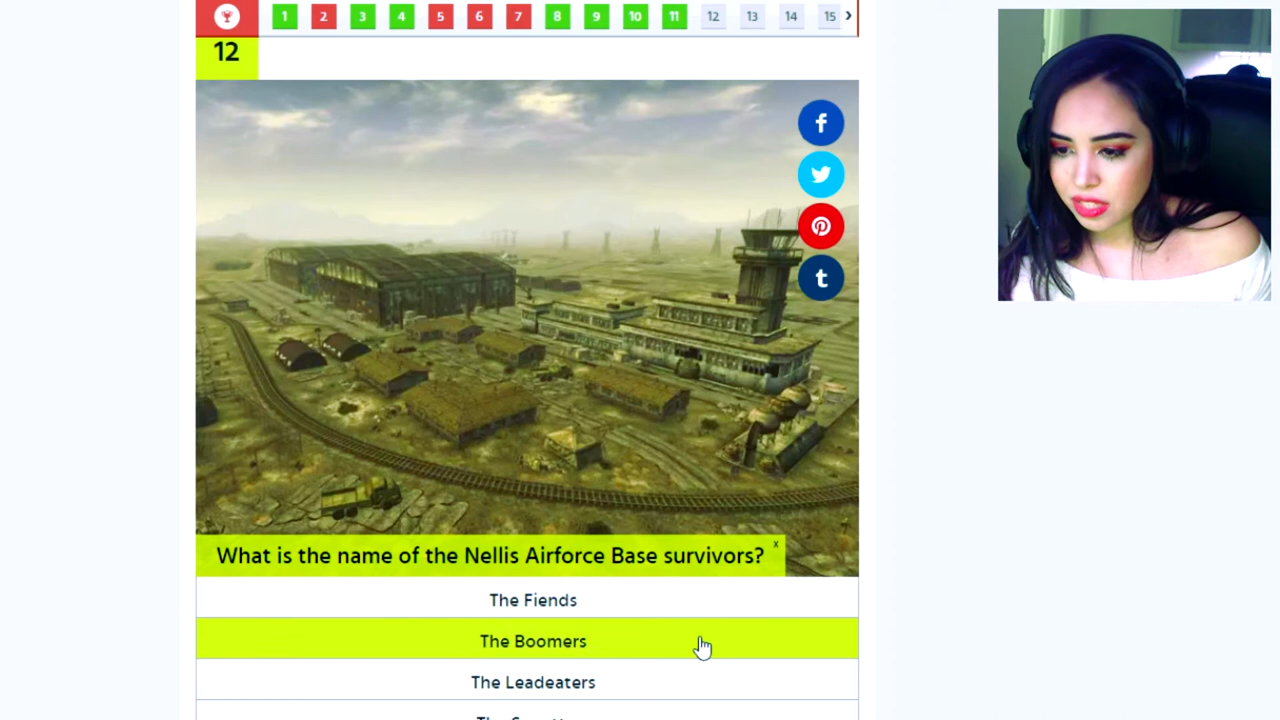 1 2 3 4 5 6 7 8 9 10 11 12 13 14 15 ›
12
f
t
What is the name of the Nellis Airforce Base survivors? x
The Fiends
The Boomers
The Leadeaters
The